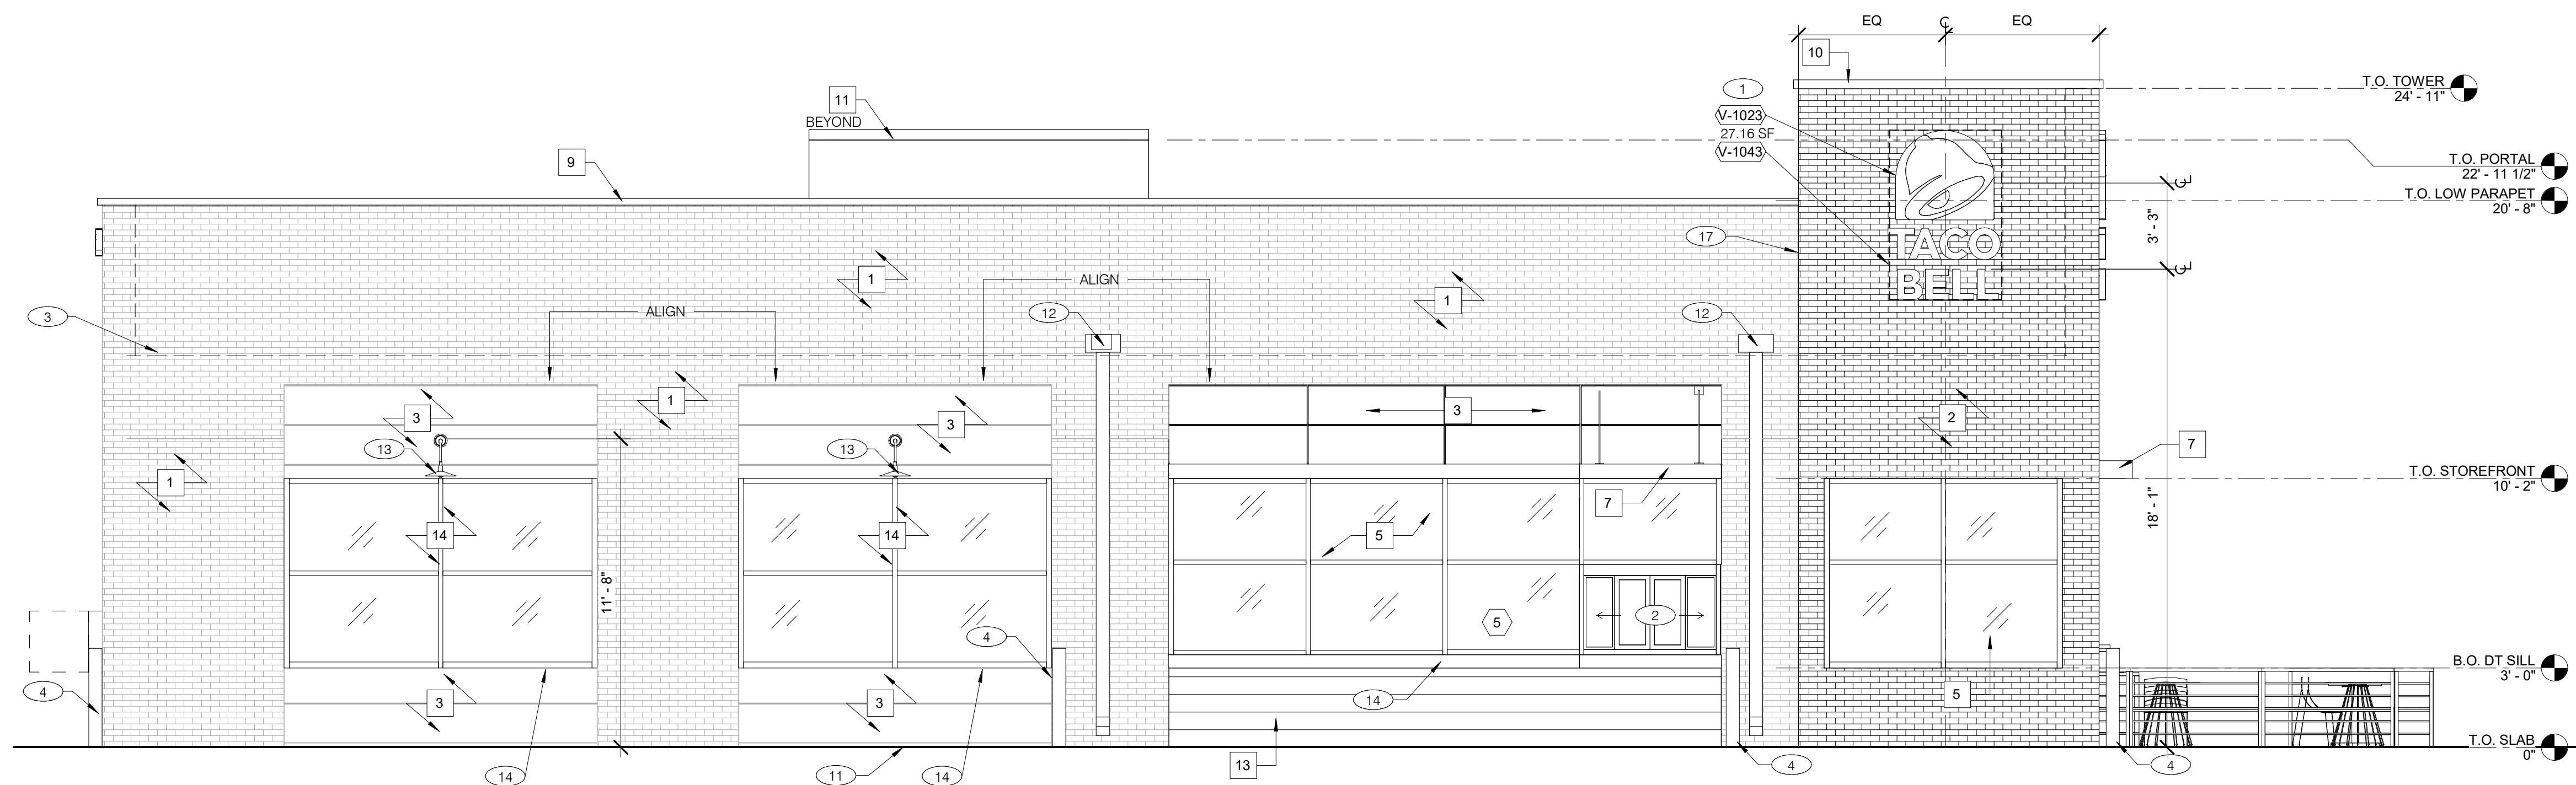 EQ
C
L
EQ
10
T.O. TOWER
24' - 11"
1
11
BEYOND
V-1023
27.16 SF
V-1043
9
T.O. PORTAL
22' - 11 1/2"
C
L
T.O. LOW PARAPET
20' - 8"
3' - 3"
17
TACO
BELL
C
L
1
ALIGN
1
3
ALIGN
12
12
1
3
3
3
2
13
13
7
1
T.O. STOREFRONT
10' - 2"
7
18' - 1"
14
14
5
11' - 8"
2
5
4
B.O. DT SILL
3' - 0"
4
3
3
14
5
T.O. SLAB
0"
14
11
14
13
4
4